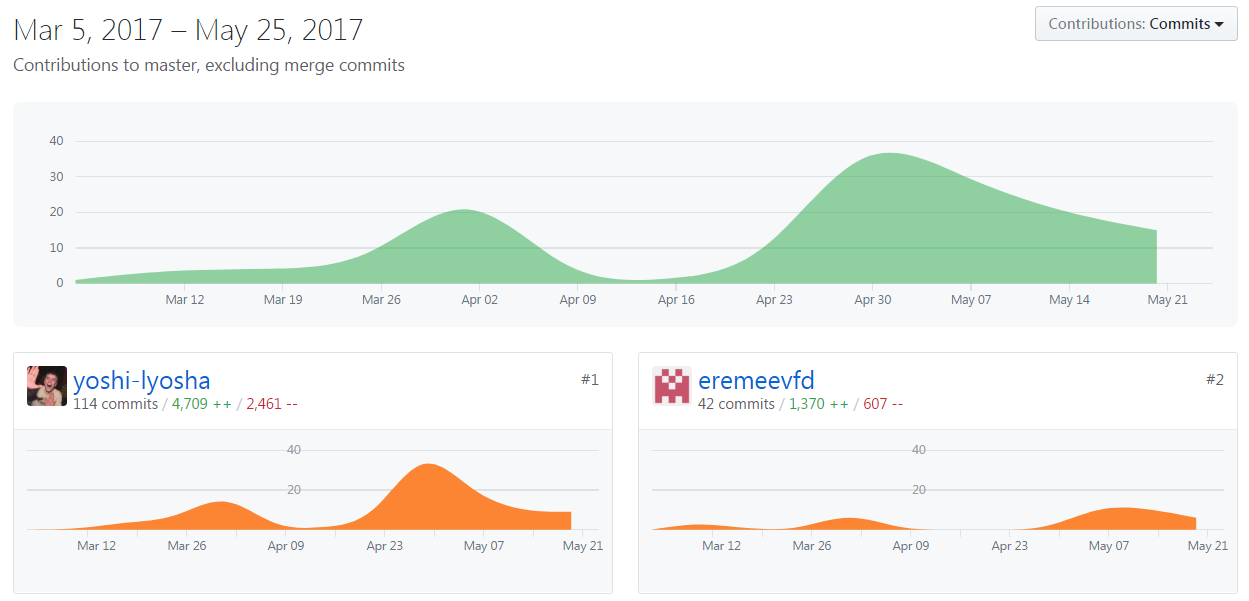 Mar 5, 2017 – May 25, 2017
Contributions: Commits
Contributions to master, excluding merge commits
40
30
20
10
0
Mar 12 Mar 19 Mar 26 Apr 02 Apr 09 Apr 16 Apr 23 Apr 30 May 07 May 14 May 21
yoshi-lyosha #1
114 commits / 4,709 ++ / 2,461 --
40
20
Mar 12 Mar 26 Apr 09 Apr 23 May 07 May 21
eremeevfd #2
42 commits / 1,370 ++ / 607 --
40
20
Mar 12 Mar 26 Apr 09 Apr 23 May 07 May 21